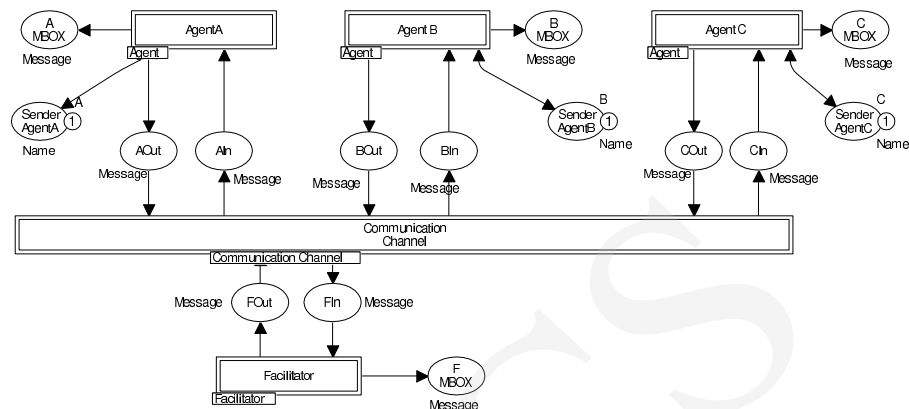 A
MBOX
AgentA
Agent B
B
MBOX
Agent C
C
MBOX
Message
Agent
Agent
Message
Agent
Message
A
Sender
AgentA
1
Name
B
Sender
AgentB
1
Name
C
Sender
AgentC
1
Name
AOut
AIn
BOut
BIn
COut
CIn
Message
Message
Message
Message
Message
Message
Communication
Channel
Communication Channel
Message
FOut
FIn
Message
Facilitator
Facilitator
F
MBOX
Message